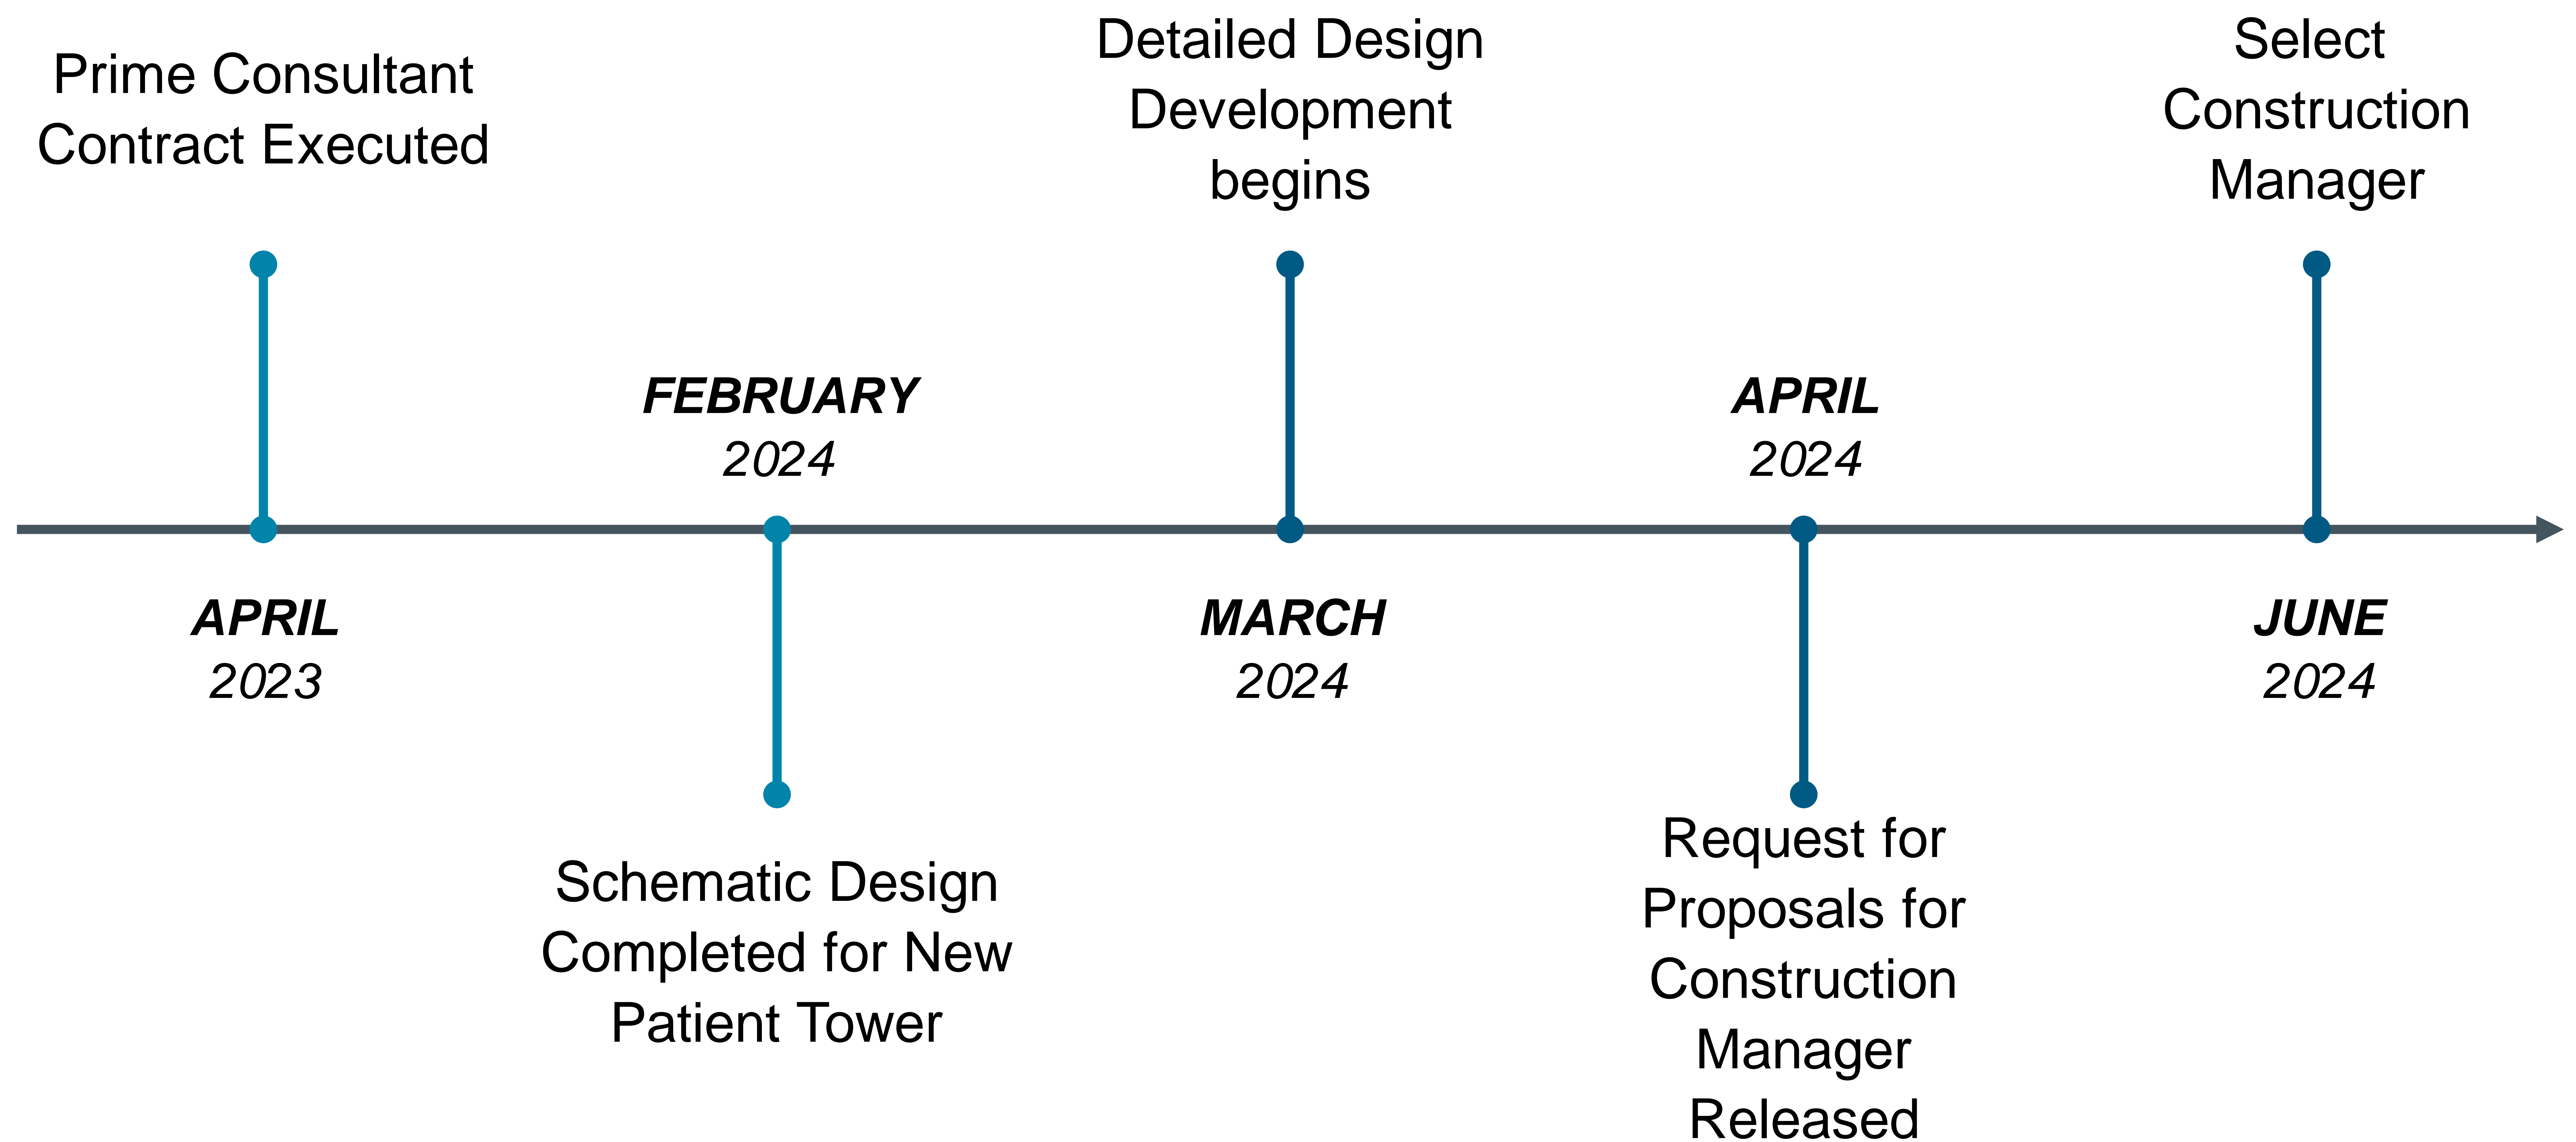 Prime Consultant
Contract Executed
APRIL
2023
FEBRUARY
2024
Schematic Design
Completed for New
Patient Tower
Detailed Design
Development
begins
MARCH
2024
APRIL
2024
Request for
Proposals for
Construction
Manager
Released
Select
Construction
Manager
JUNE
2024